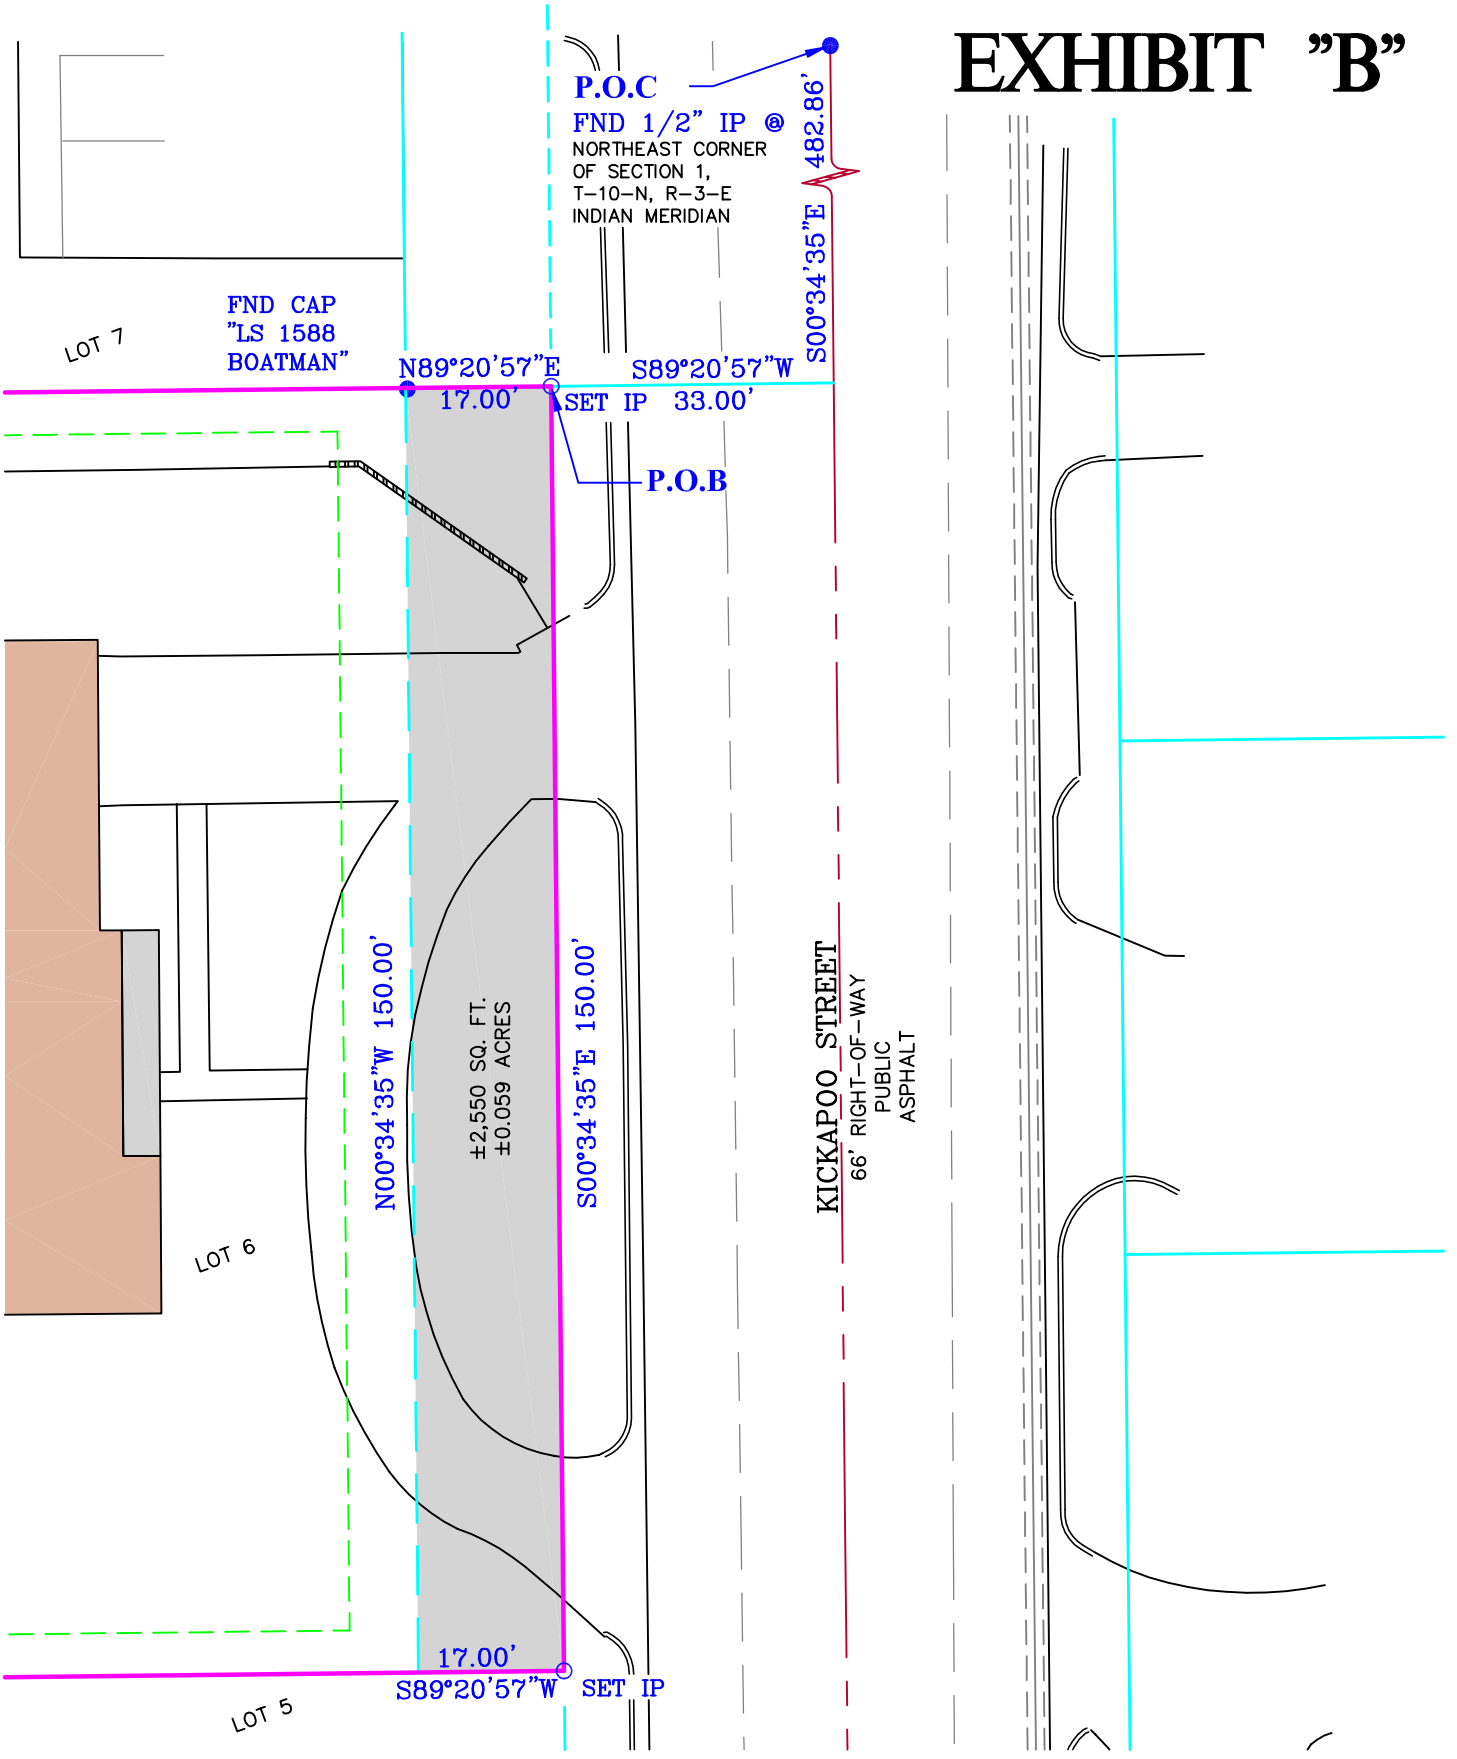 EXHIBIT "B"
P.O.C
FND 1/2" IP @
NORTHEAST CORNER
OF SECTION 1,
T-10-N, R-3-E
INDIAN MERIDIAN
S00°34'35"E 482.86'
LOT 7
FND CAP
"LS 1588
BOATMAN"
N89°20'57"E
17.00'
S89°20'57"W
SET IP 33.00'
P.O.B
N00°34'35"W 150.00'
±2,550 SQ. FT.
±0.059 ACRES
S00°34'35"E 150.00'
KICKAPOO STREET
66' RIGHT-OF-WAY
PUBLIC
ASPHALT
LOT 6
17.00'
S89°20'57"W
SET IP
LOT 5